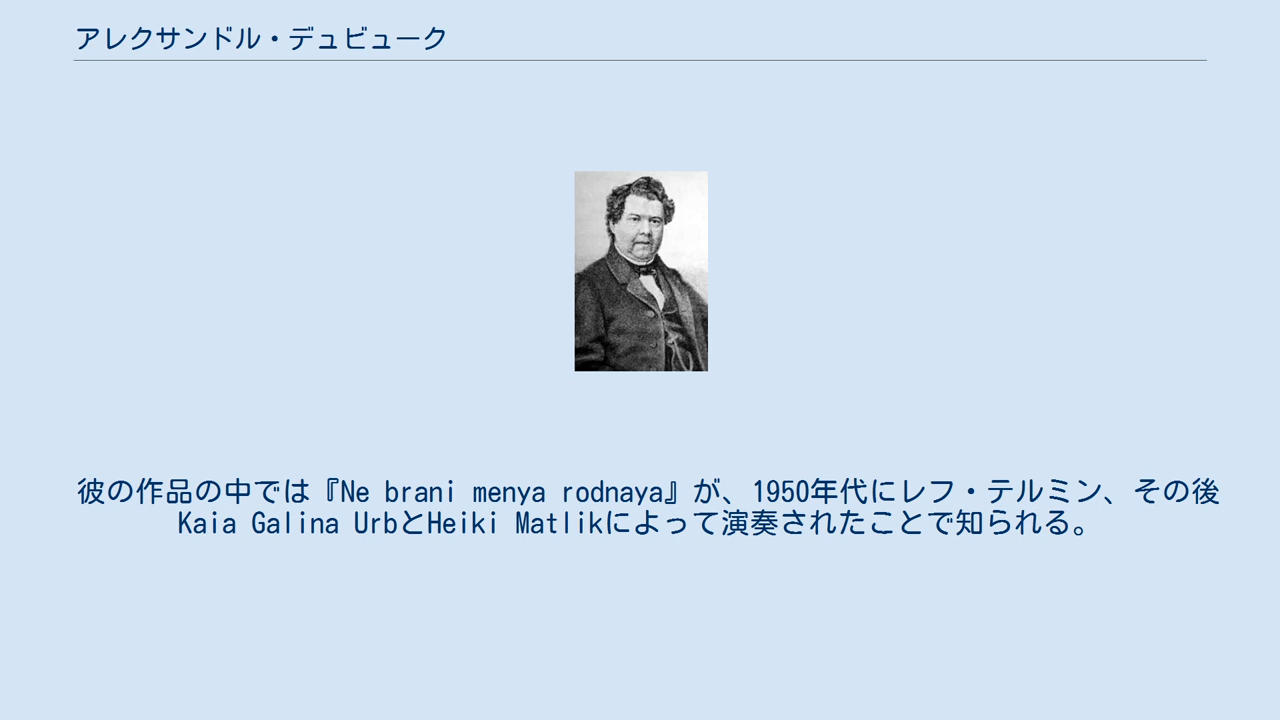 アレクサンドル・デュビューク
彼の作品の中では『Ne brani menya rodnaya』が、1950年代にレフ・テルミン、その後
Kaia Galina UrbとHeiki Matlikによって演奏されたことで知られる。